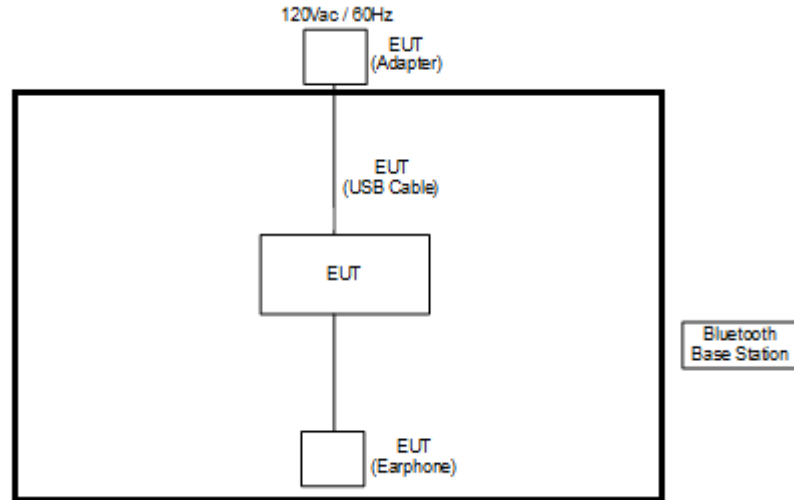 120Vac / 60Hz
EUT
(Adapter)
EUT
(USB Cable)
EUT
Bluetooth
Base Station
EUT
(Earphone)